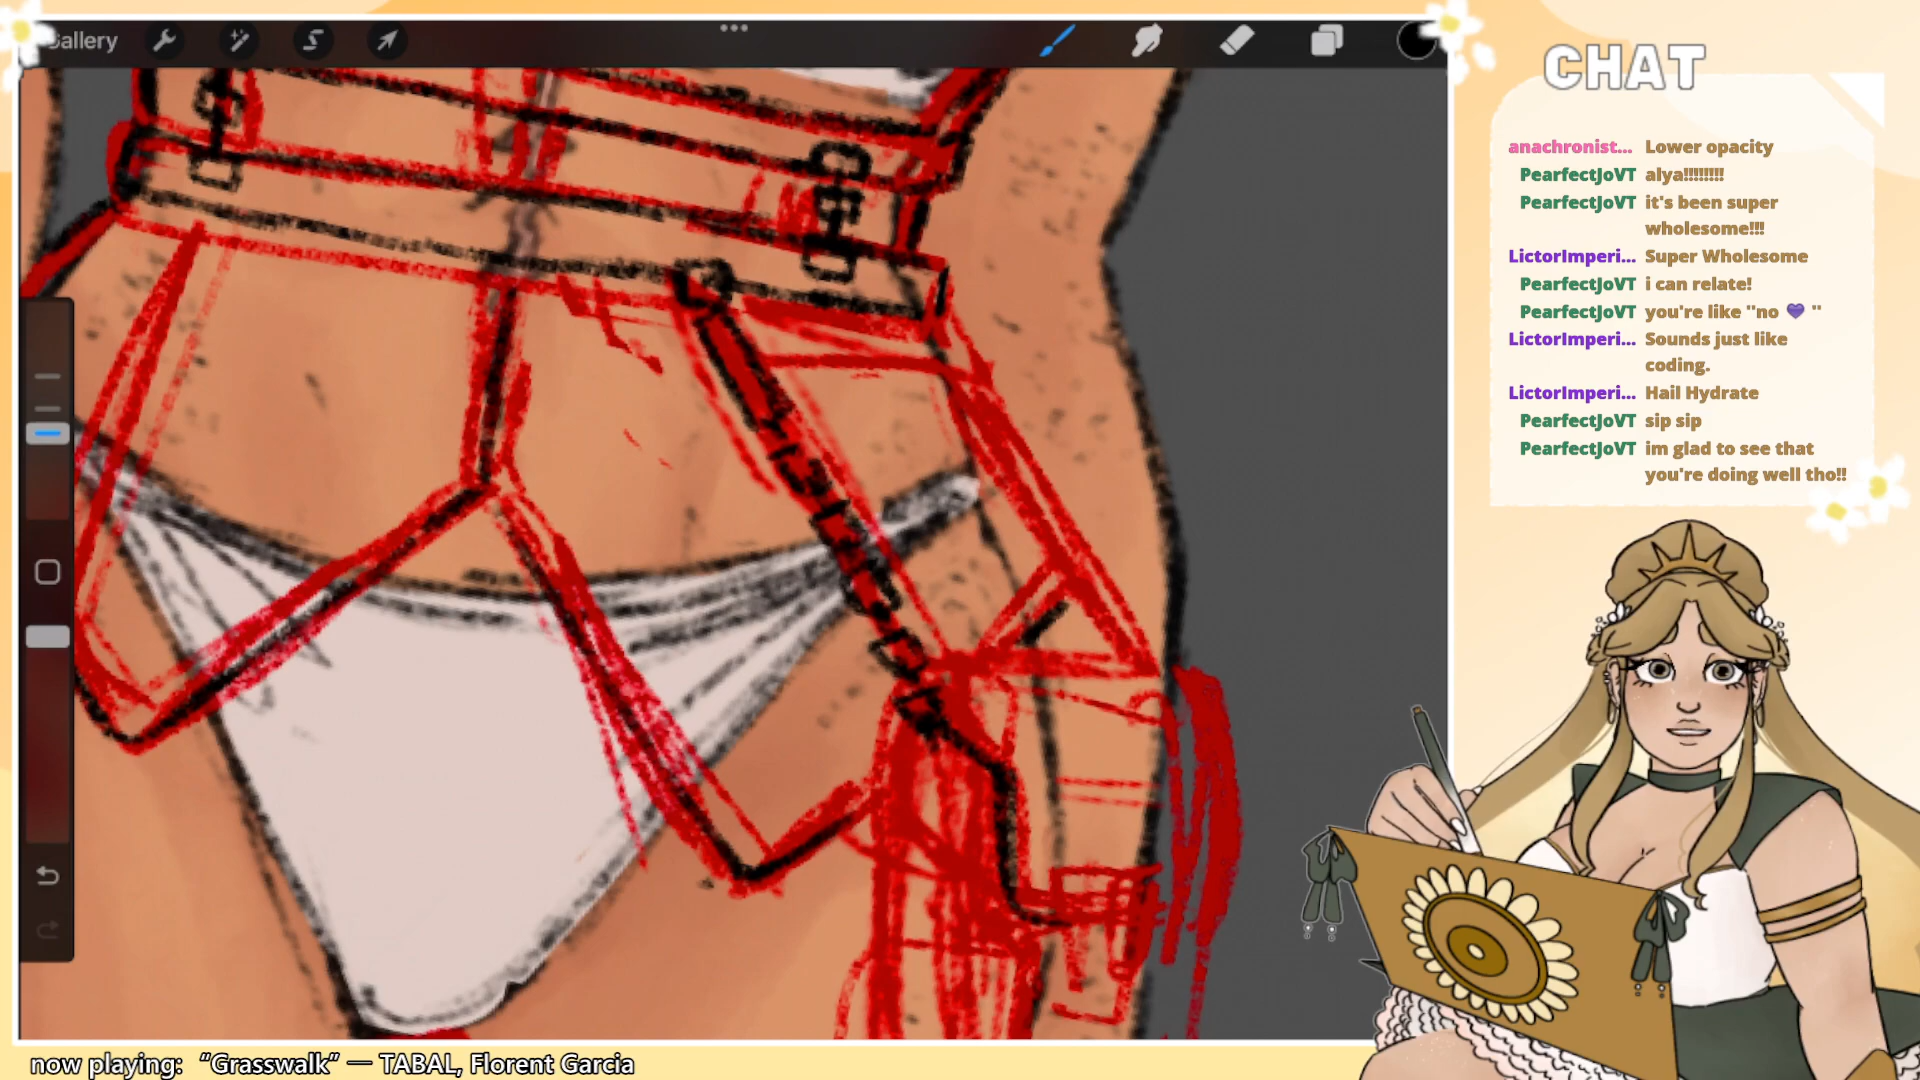 Gallery
CHAT
anachronist... Lower opacity
PearfectJoVT alya!!!!!!!!
PearfectJoVT it's been super
wholesome!!!
LictorImperi... Super Wholesome
PearfectJoVT i can relate!
PearfectJoVT you're like "no 💜 "
LictorImperi... Sounds just like
coding.
LictorImperi... Hail Hydrate
PearfectJoVT sip sip
PearfectJoVT im glad to see that
you're doing well tho!!
now playing: “Grasswalk” — TABAL, Florent Garcia